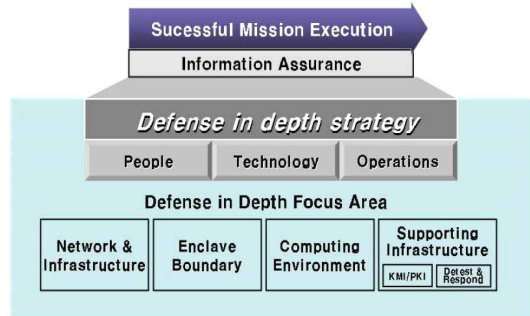 Sucessful Mission Execution
Information Assurance
Defense in depth strategy
People Technology Operations
Defense in Depth Focus Area
Network &
Infrastructure
Enclave
Boundary
Computing
Environment
Supporting
Infrastructure
KMI/PKI
Detest &
Respond